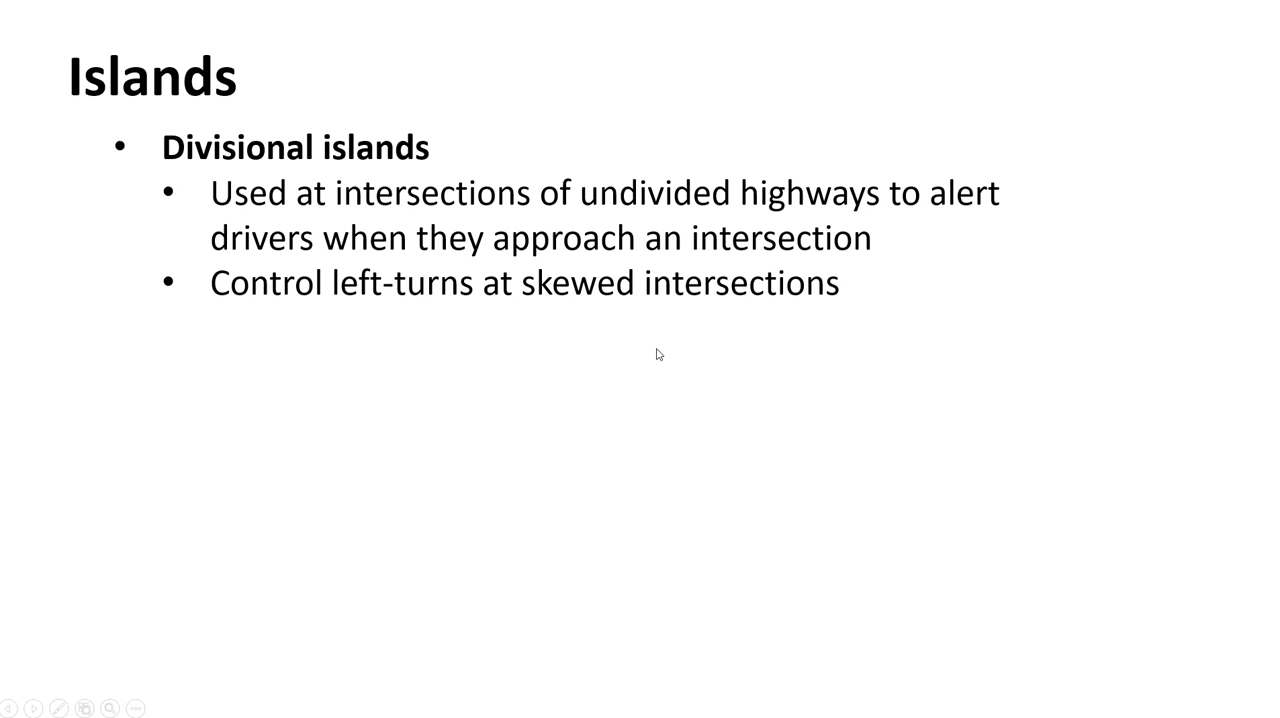 Islands
• Divisional islands
• Used at intersections of undivided highways to alert
drivers when they approach an intersection
• Control left-turns at skewed intersections